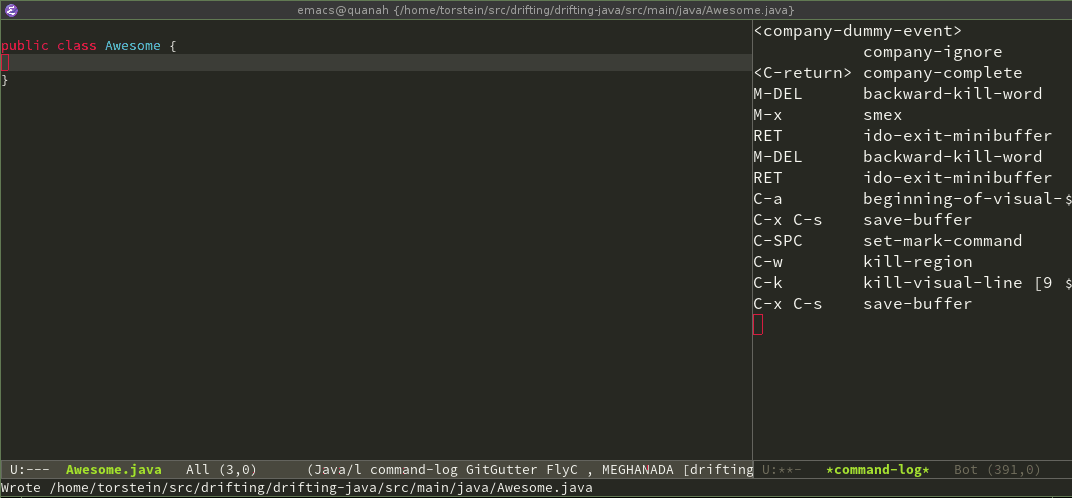 emacs@quanah {/home/torstein/src/drifting/drifting-java/src/main/java/Awesome.java}
public class Awesome {
}
U:---  Awesome.java   All (3,0)      (Java/l command-log GitGutter FlyC , MEGHANADA [drifting
Wrote /home/torstein/src/drifting/drifting-java/src/main/java/Awesome.java
<company-dummy-event>
           company-ignore
<C-return> company-complete
M-DEL      backward-kill-word
M-x        smex
RET        ido-exit-minibuffer
M-DEL      backward-kill-word
RET        ido-exit-minibuffer
C-a        beginning-of-visual-$
C-x C-s    save-buffer
C-SPC      set-mark-command
C-w        kill-region
C-k        kill-visual-line [9 $
C-x C-s    save-buffer
U:**-   *command-log*   Bot (391,0)